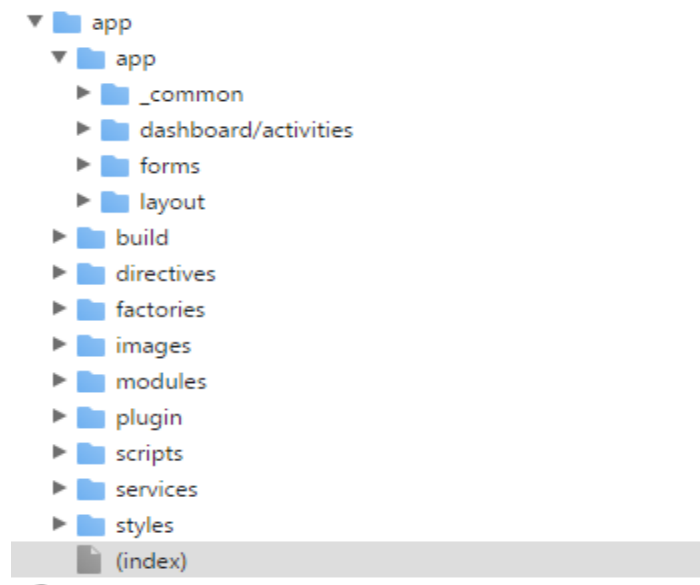 app
app
_common
dashboard/activities
forms
layout
build
directives
factories
images
modules
plugin
scripts
services
styles
(index)